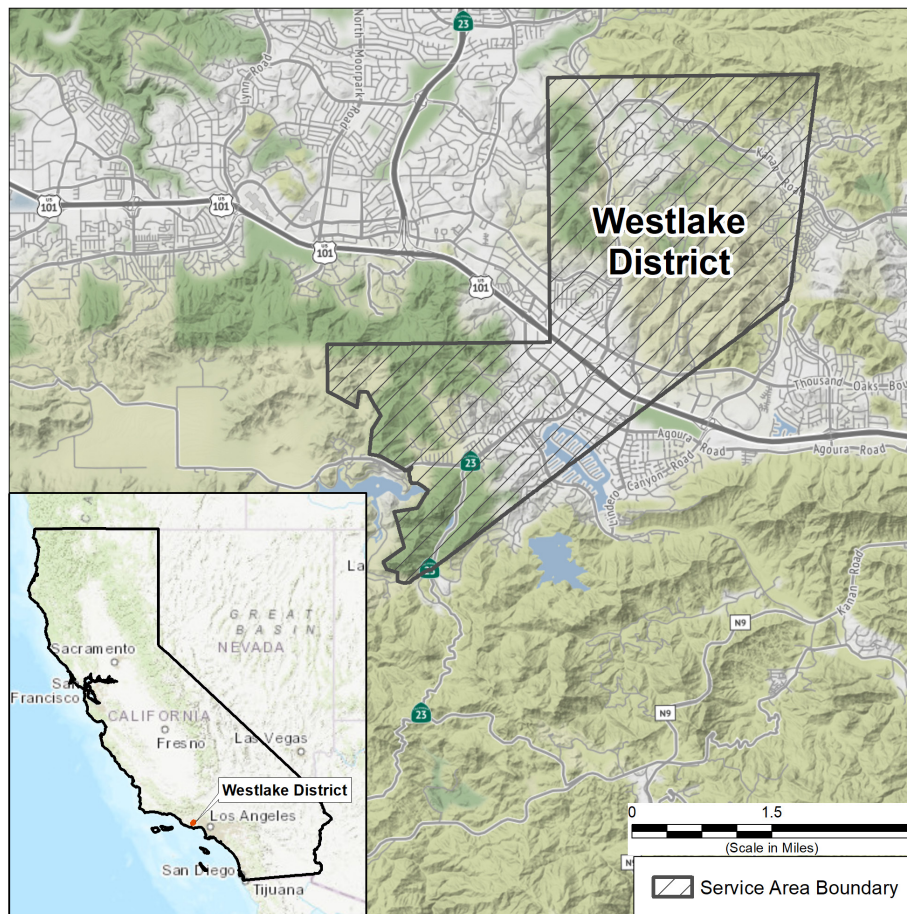 23
North Moorpark
Road
Lynn Road
US
101
US
101
US
101
US
101
Kanan Road
Westlake
District
Thousand Oaks Bou
Agoura Road
Agoura Road
Canyon Road
23
23
N9
Kanan Road
23
N9
La
GREAT
BASIN
NEVADA
Sacramento
San
Francisco
CALIFORNIA
Fresno
Las Vegas
Westlake District
Los Angeles
San Diego
Tijuana
0
1.5
(Scale in Miles)
Service Area Boundary